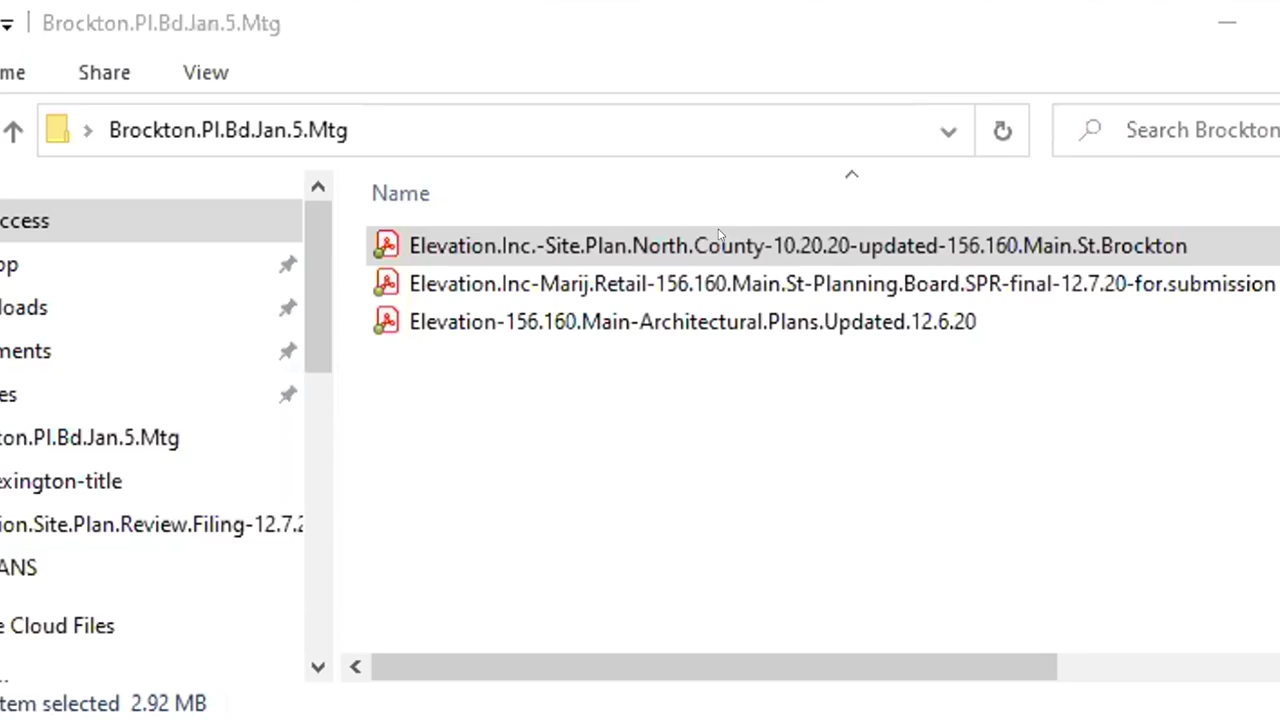 Brockton.Pl.Bd.Jan.5.Mtg
me Share View
Brockton.Pl.Bd.Jan.5.Mtg
Search Brockton
Name
ccess
Elevation.Inc.-Site.Plan.North.County-10.20.20-updated-156.160.Main.St.Brockton
op
Elevation.Inc-Marij.Retail-156.160.Main.St-Planning.Board.SPR-final-12.7.20-for.submission
loads
Elevation-156.160.Main-Architectural.Plans.Updated.12.6.20
ments
es
ton.Pl.Bd.Jan.5.Mtg
exington-title
ion.Site.Plan.Review.Filing-12.7.2
ANS
e Cloud Files
tem selected 2.92 MB